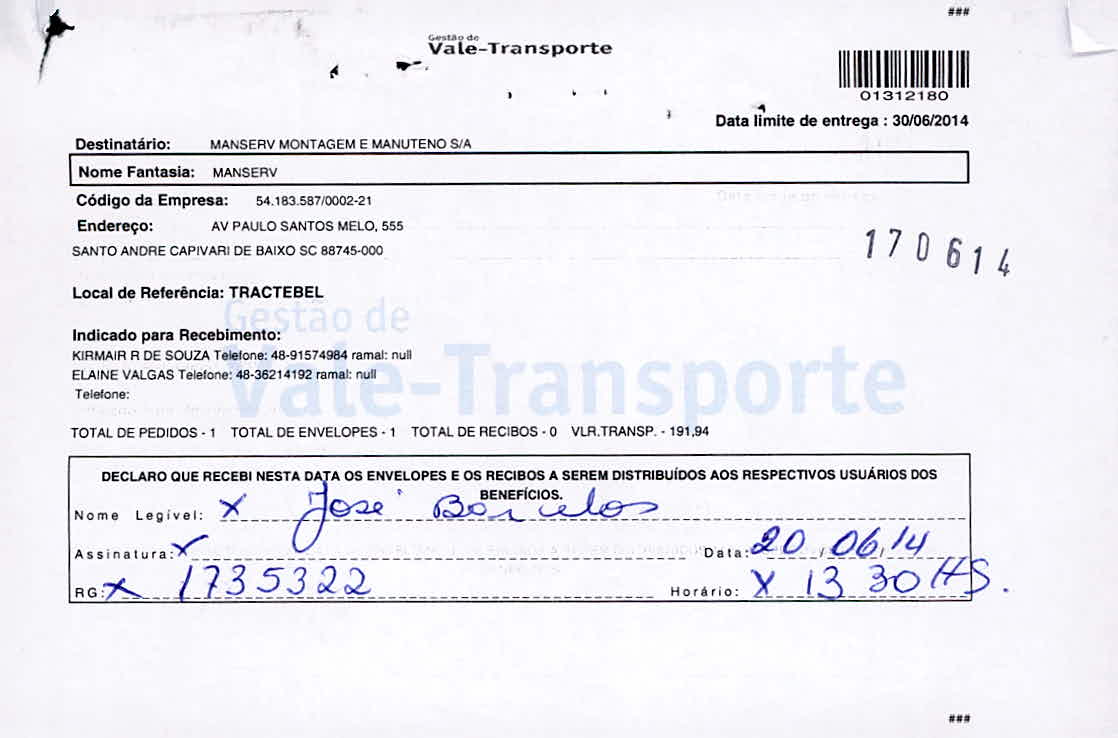 ###
Gestão de
Vale-Transporte
01312180
Data limite de entrega : 30/06/2014
Destinatário: MANSERV MONTAGEM E MANUTENO S/A
Nome Fantasia: MANSERV
Código da Empresa: 54.183.587/0002-21
Endereço: AV PAULO SANTOS MELO, 555
SANTO ANDRE CAPIVARI DE BAIXO SC 88745-000
170614
Local de Referência: TRACTEBEL
Gestão de
Vale-Transporte
Indicado para Recebimento:
KIRMAIR R DE SOUZA Telefone: 48-91574984 ramal: null
ELAINE VALGAS Telefone: 48-36214192 ramal: null
Telefone:
TOTAL DE PEDIDOS - 1 TOTAL DE ENVELOPES - 1 TOTAL DE RECIBOS - 0 VLR.TRANSP. - 191,94
DECLARO QUE RECEBI NESTA DATA OS ENVELOPES E OS RECIBOS A SEREM DISTRIBUÍDOS AOS RESPECTIVOS USUÁRIOS DOS
BENEFÍCIOS.
Nome Legível: X José Barcelos
Assinatura: X Data: 20/06/14
RG: X 1735322 Horário: X 13 30 HS.
###